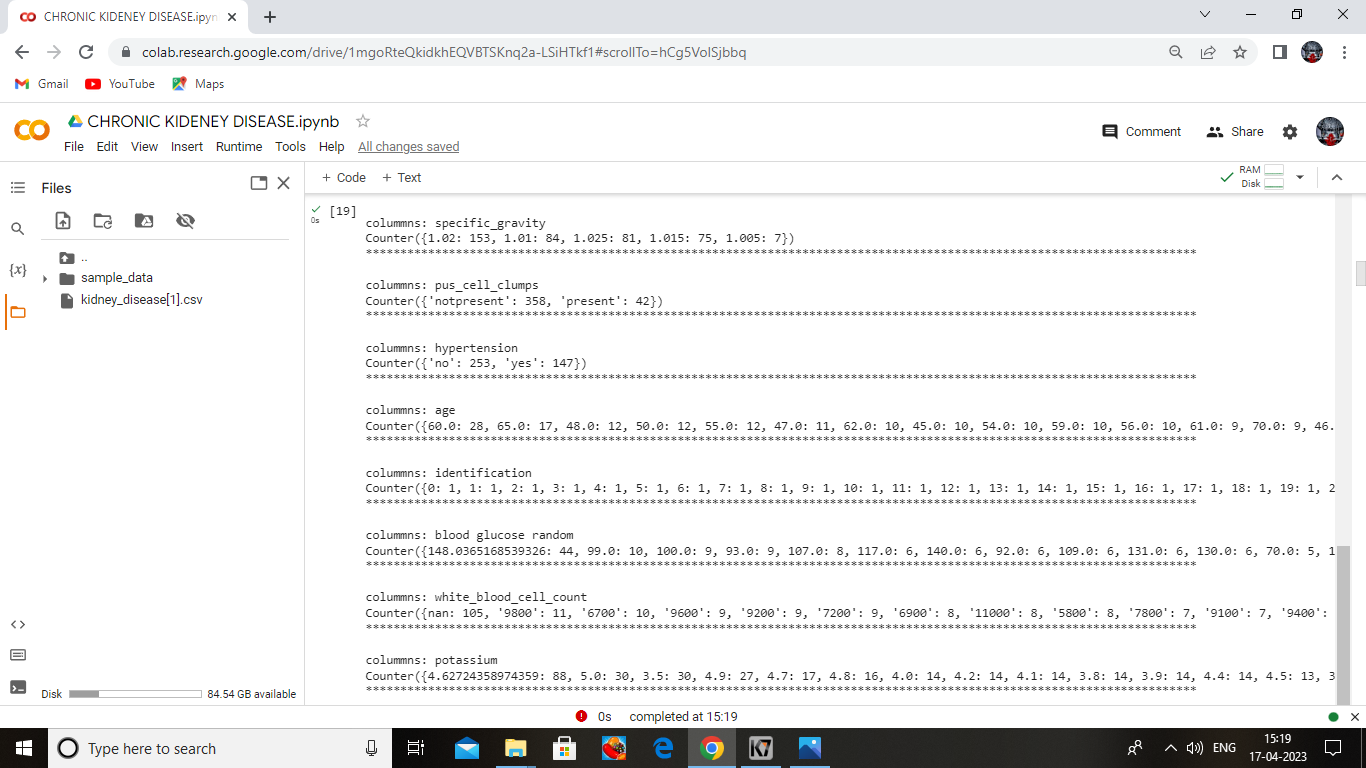 CHRONIC KIDENEY DISEASE.ipyn
colab.research.google.com/drive/1mgoRteQkidkhEQVBTSKnq2a-LSiHTkf1#scrollTo=hCg5VolSjbbq
Gmail YouTube Maps
CHRONIC KIDENEY DISEASE.ipynb
File Edit View Insert Runtime Tools Help All changes saved
Comment Share
Files
+ Code + Text
RAM
Disk
..
sample_data
kidney_disease[1].csv
{x}
[19]
0s
colummns: specific_gravity
Counter({1.02: 153, 1.01: 84, 1.025: 81, 1.015: 75, 1.005: 7})
************************************************************************************************************************
colummns: pus_cell_clumps
Counter({'notpresent': 358, 'present': 42})
************************************************************************************************************************
colummns: hypertension
Counter({'no': 253, 'yes': 147})
************************************************************************************************************************
colummns: age
Counter({60.0: 28, 65.0: 17, 48.0: 12, 50.0: 12, 55.0: 12, 47.0: 11, 62.0: 10, 45.0: 10, 54.0: 10, 59.0: 10, 56.0: 10, 61.0: 9, 70.0: 9, 46.
************************************************************************************************************************
colummns: identification
Counter({0: 1, 1: 1, 2: 1, 3: 1, 4: 1, 5: 1, 6: 1, 7: 1, 8: 1, 9: 1, 10: 1, 11: 1, 12: 1, 13: 1, 14: 1, 15: 1, 16: 1, 17: 1, 18: 1, 19: 1, 2
************************************************************************************************************************
colummns: blood glucose random
Counter({148.0365168539326: 44, 99.0: 10, 100.0: 9, 93.0: 9, 107.0: 8, 117.0: 6, 140.0: 6, 92.0: 6, 109.0: 6, 131.0: 6, 130.0: 6, 70.0: 5, 1
************************************************************************************************************************
colummns: white_blood_cell_count
Counter({nan: 105, '9800': 11, '6700': 10, '9600': 9, '9200': 9, '7200': 9, '6900': 8, '11000': 8, '5800': 8, '7800': 7, '9100': 7, '9400':
************************************************************************************************************************
colummns: potassium
Counter({4.62724358974359: 88, 5.0: 30, 3.5: 30, 4.9: 27, 4.7: 17, 4.8: 16, 4.0: 14, 4.2: 14, 4.1: 14, 3.8: 14, 3.9: 14, 4.4: 14, 4.5: 13, 3
************************************************************************************************************************
Disk 84.54 GB available
0s completed at 15:19
Type here to search
K7
ENG
15:19
17-04-2023